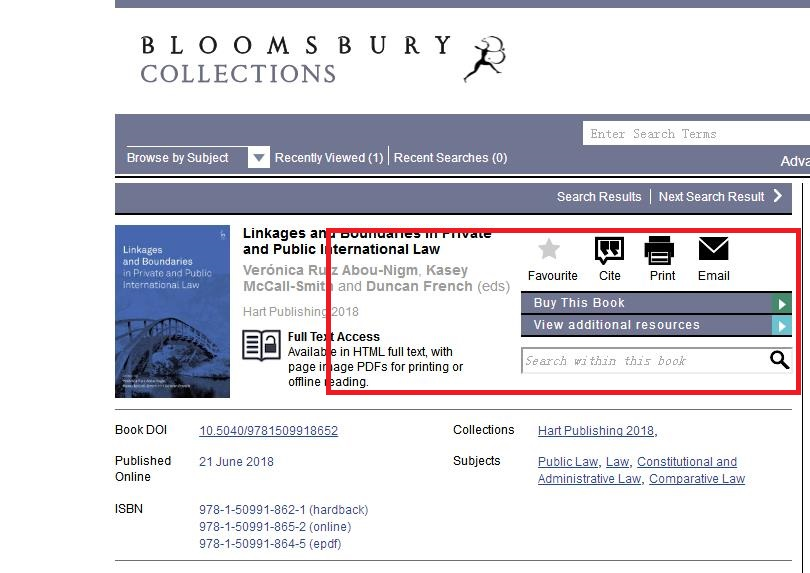 BLOOMSBURY
COLLECTIONS
Enter Search Terms
Browse by Subject
Recently Viewed (1)
Recent Searches (0)
Adva
Search Results
Next Search Result
Linkages
and Boundaries
in Private and Public
International Law
Linkages and Boundaries in Private
and Public International Law
Verónica Ruiz Abou-Nigm, Kasey
McCall-Smith and Duncan French (eds)
Hart Publishing 2018
Full Text Access
Available in HTML full text, with
page image PDFs for printing or
offline reading.
Favourite
Cite
Print
Email
Buy This Book
View additional resources
Search within this book
Book DOI
10.5040/9781509918652
Collections
Hart Publishing 2018,
Published
Online
21 June 2018
Subjects
Public Law, Law, Constitutional and
Administrative Law, Comparative Law
ISBN
978-1-50991-862-1 (hardback)
978-1-50991-865-2 (online)
978-1-50991-864-5 (epdf)